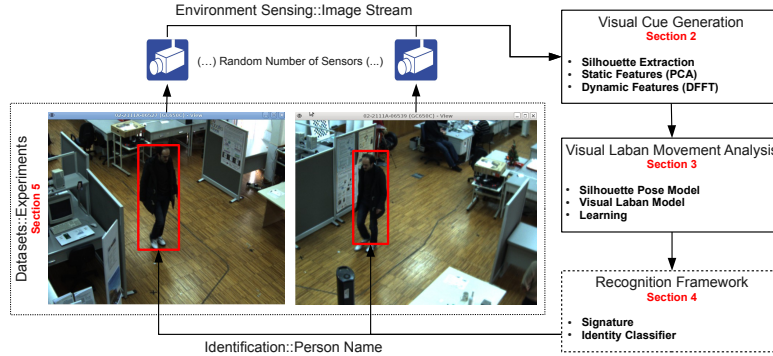 Environment Sensing::Image Stream
(...) Random Number of Sensors (...)
Visual Cue Generation
Section 2
• Silhouette Extraction
• Static Features (PCA)
• Dynamic Features (DFFT)
Visual Laban Movement Analysis
Section 3
• Silhouette Pose Model
• Visual Laban Model
• Learning
Recognition Framework
Section 4
• Signature
• Identity Classifier
Datasets::Experiments
Section 5
[GC050C] - View
Identification::Person Name